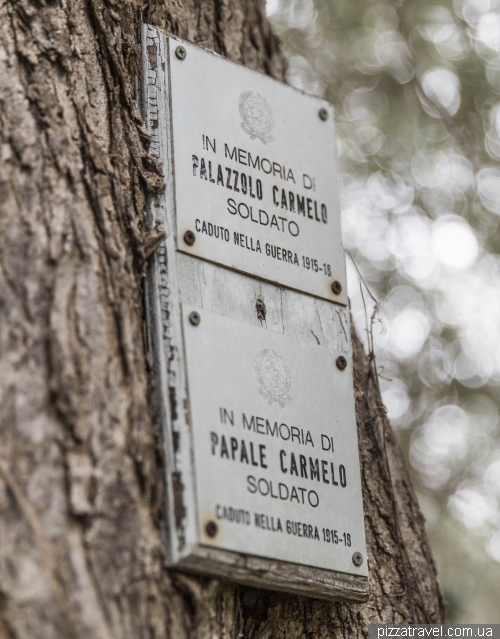 IN MEMORIA DI
PALAZZOLO CARMELO
SOLDATO
CADUTO NELLA GUERRA 1915-18
IN MEMORIA DI
PAPALE CARMELO
SOLDATO
CADUTO NELLA GUERRA 1915-19
pizzatravel.com.ua